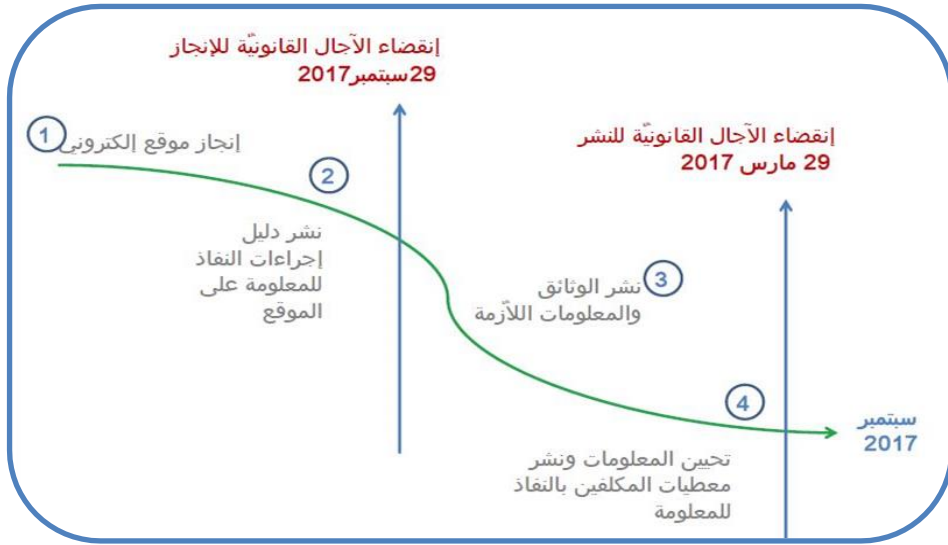 إنقضاء الآجال القانونيّة للإنجاز
29سبتمبر2017
1
إنجاز موقع إلكتروني
2
نشر دليل
إجراءات النفاذ
للمعلومة على
الموقع
إنقضاء الآجال القانونيّة للنشر
29 مارس 2017
3
نشر الوثائق
والمعلومات اللاّزمة
4
سبتمبر
2017
تحيين المعلومات ونشر
معطيات المكلفين بالنفاذ
للمعلومة